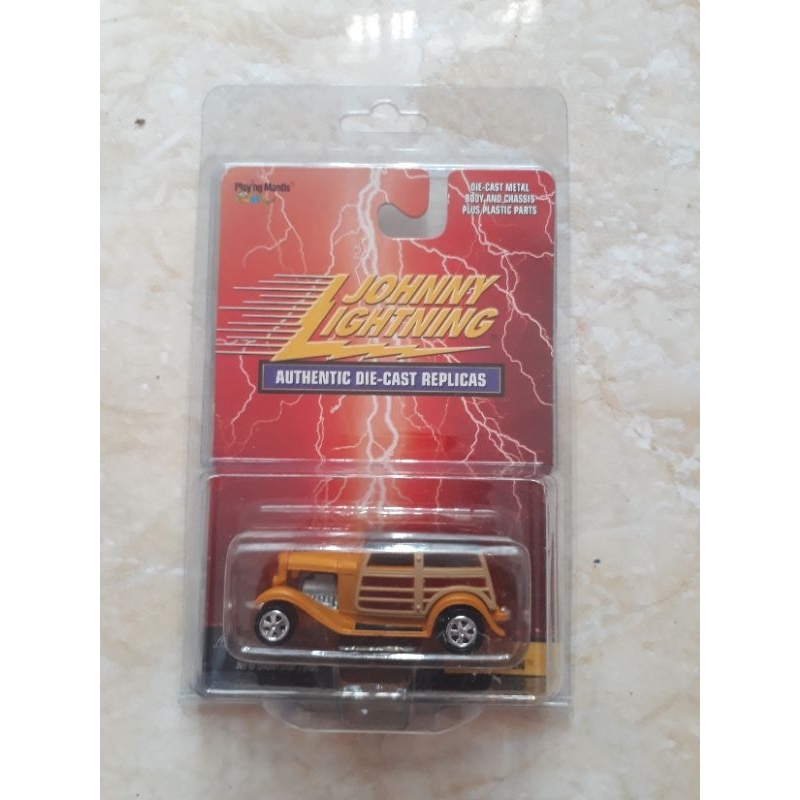 Playing Mantis
DIE-CAST METAL
BODY AND CHASSIS
PLUS PLASTIC PARTS
JOHNNY
LIGHTNING
AUTHENTIC DIE-CAST REPLICAS